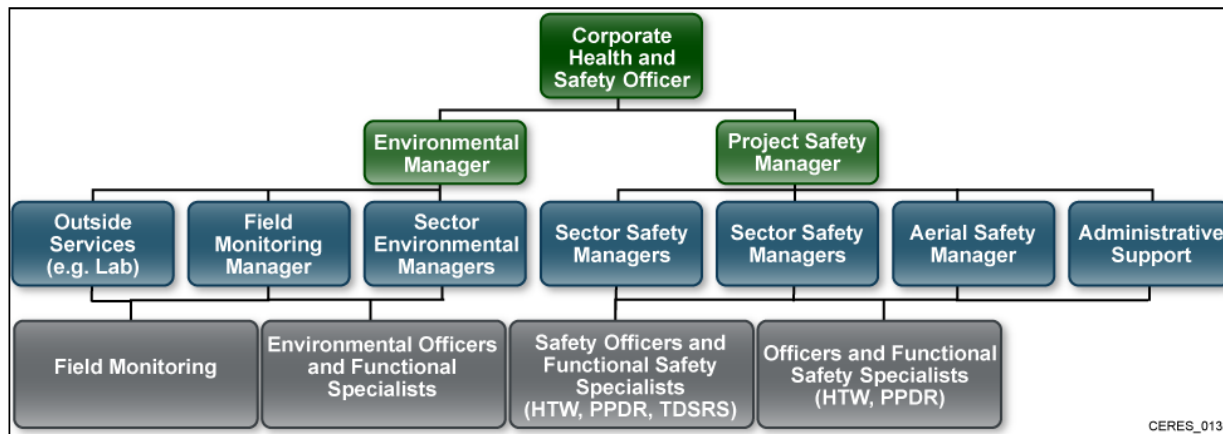 Corporate
Health and
Safety Officer
Environmental
Manager
Project Safety
Manager
Outside
Services
(e.g. Lab)
Field
Monitoring
Manager
Sector
Environmental
Managers
Sector Safety
Managers
Sector Safety
Managers
Aerial Safety
Manager
Administrative
Support
Field Monitoring
Environmental Officers
and Functional
Specialists
Safety Officers and
Functional Safety
Specialists
(HTW, PPDR, TDSRS)
Officers and Functional
Safety Specialists
(HTW, PPDR)
CERES_013